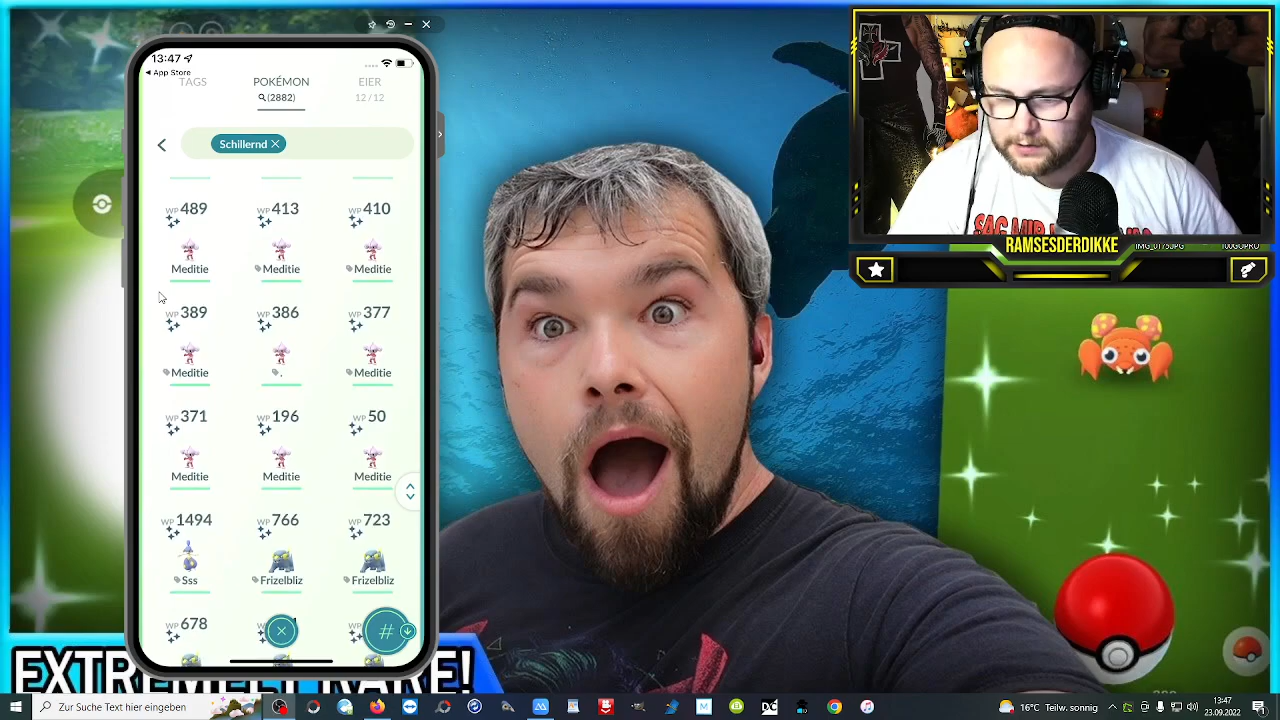 13:47
App Store
TAGS POKÉMON EIER
(2882) 12 / 12
Schillernd
WP 489 WP 413 WP 410
Meditie Meditie Meditie
WP 389 WP 386 WP 377
Meditie . Meditie
WP 371 WP 196 WP 50
Meditie Meditie Meditie
WP 1494 WP 766 WP 723
Sss Frizelbliz Frizelbliz
WP 678
#
RAMSESDERDIKKE
Zur Suche Text hier eingeben
16°C Teilw. sonnig
13:47
23.09.2022